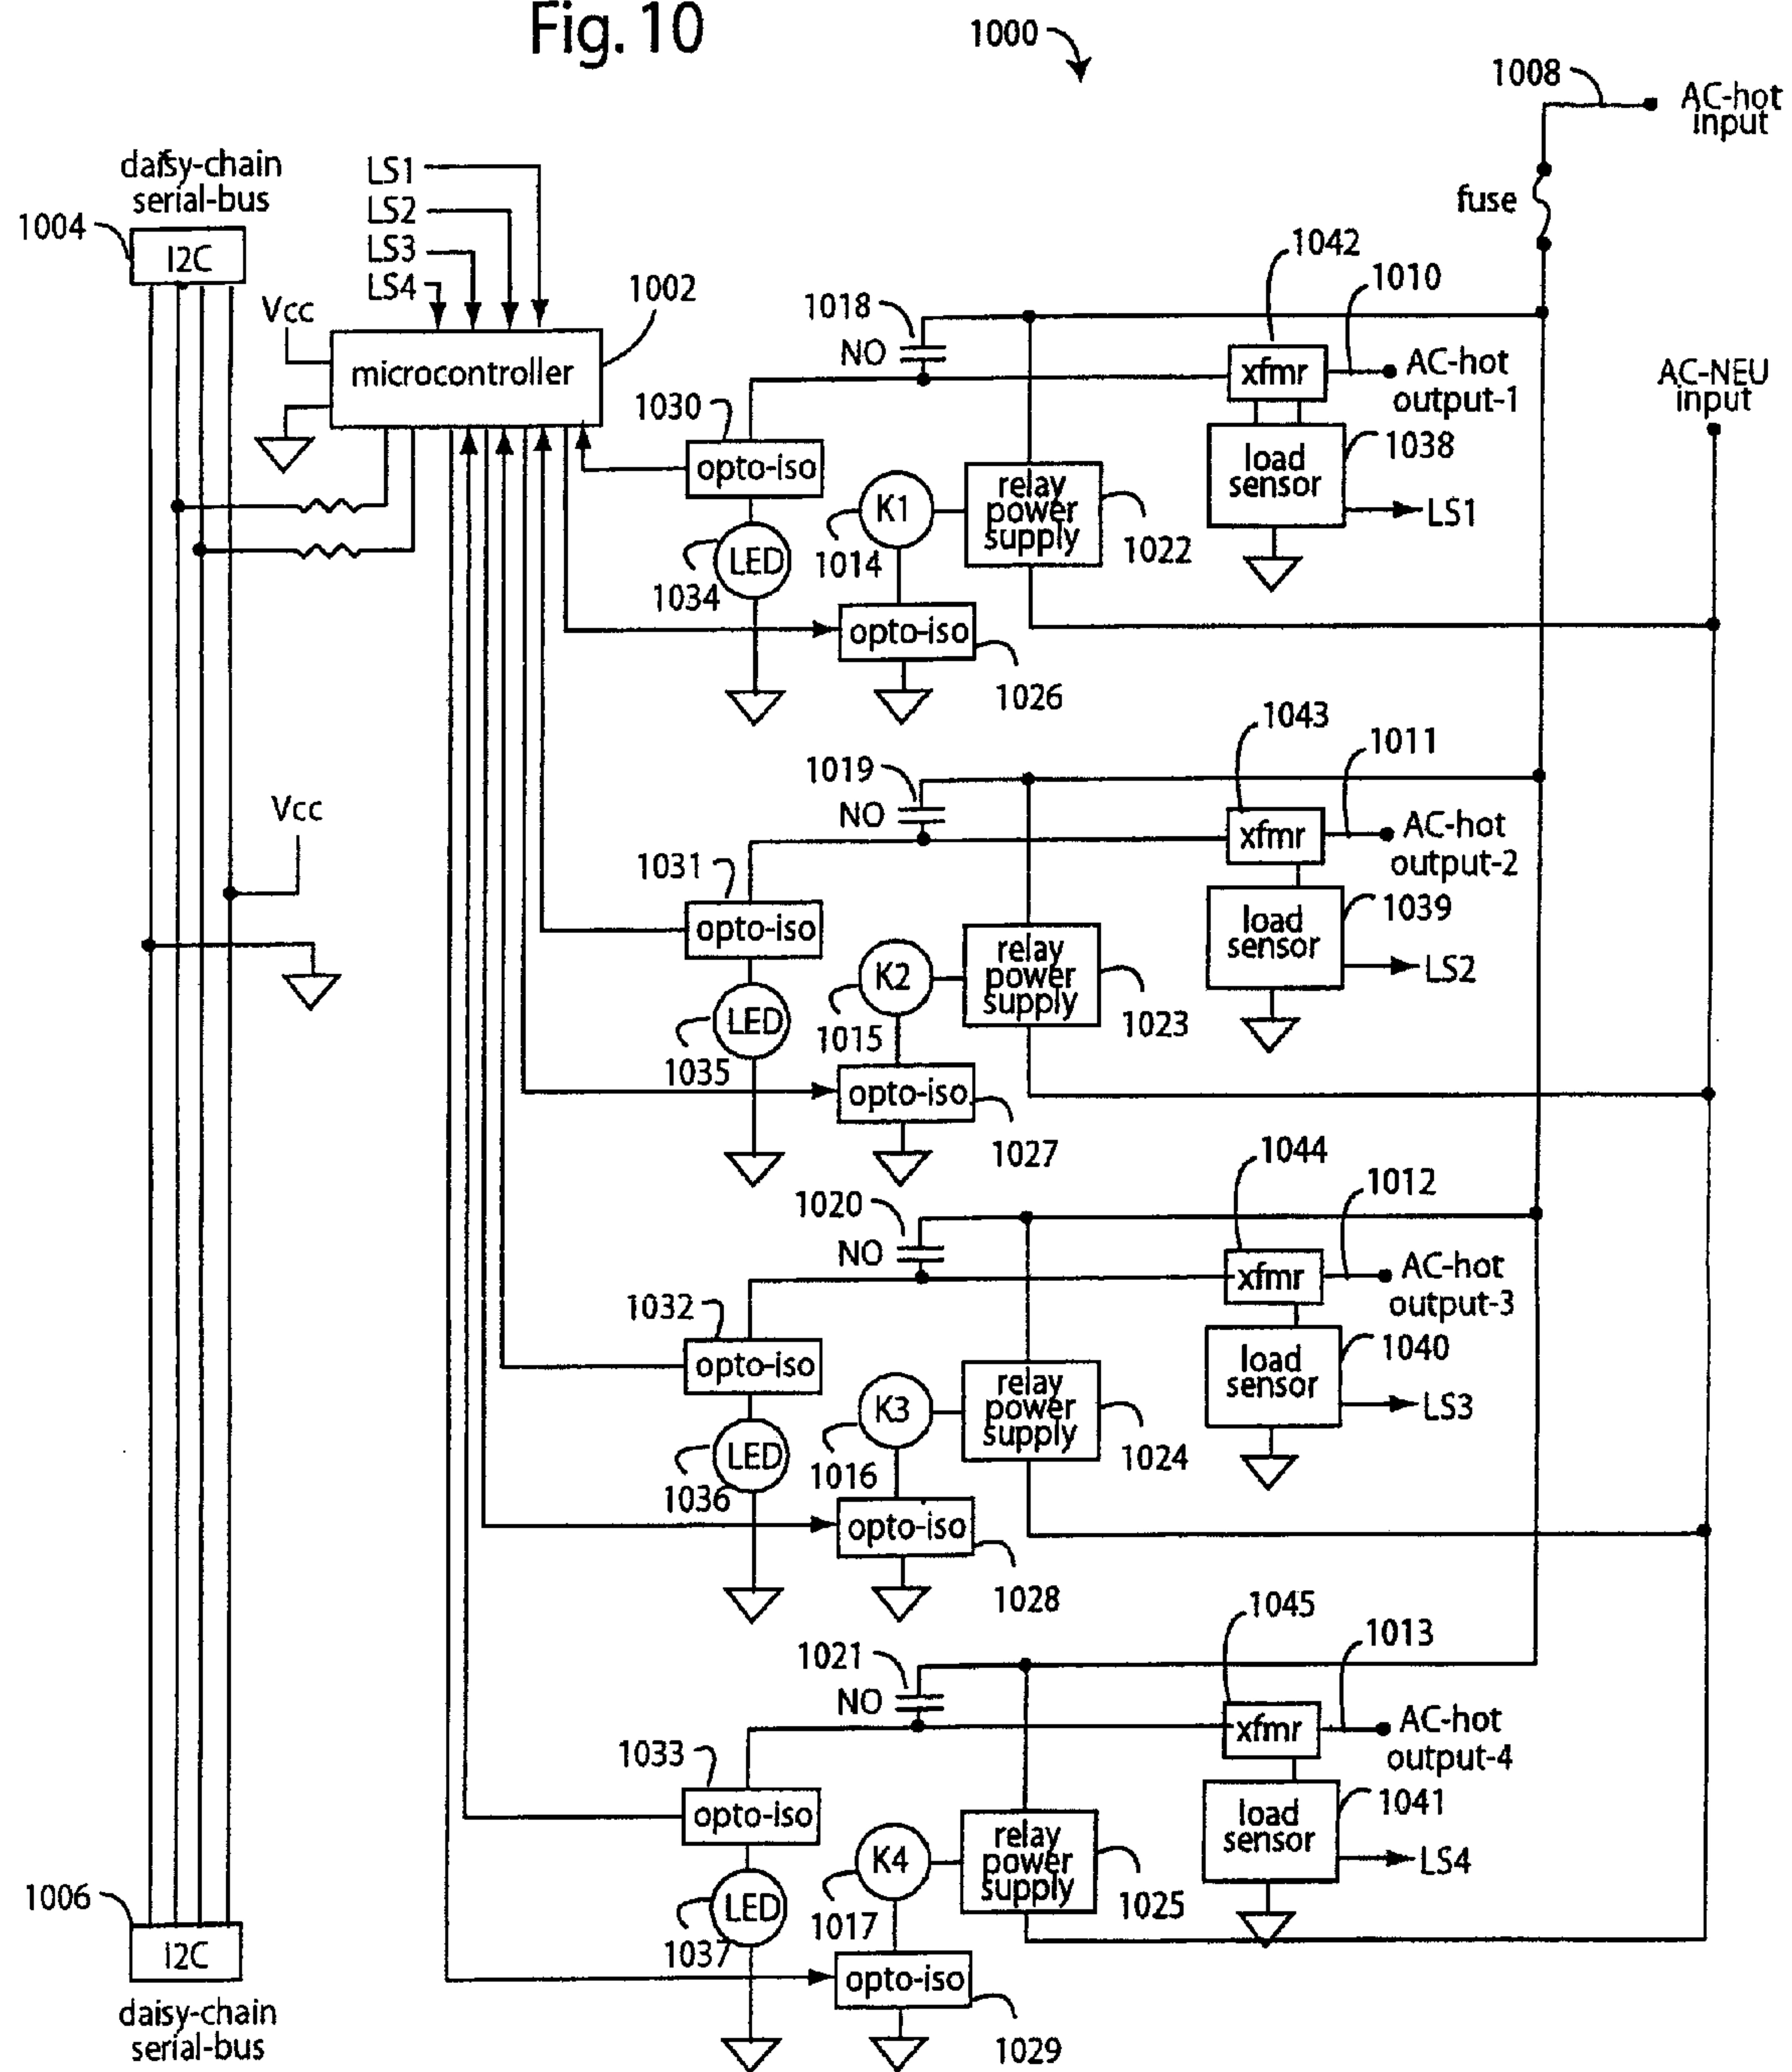 Fig. 10
1000
1008
AC-hot
input
fuse
daisy-chain
serial-bus
1004
I2C
LS1
LS2
LS3
LS4
Vcc
1002
microcontroller
1018
NO
1042
1010
xfmr
AC-hot
output-1
AC-NEU
input
1030
opto-iso
1038
load
sensor
LS1
K1
1014
relay
power
supply
1022
LED
1034
opto-iso
1026
1043
1011
1019
NO
xfmr
AC-hot
output-2
Vcc
1031
opto-iso
1039
load
sensor
LS2
K2
1015
relay
power
supply
1023
LED
1035
opto-iso
1027
1044
1012
1020
NO
xfmr
AC-hot
output-3
1032
opto-iso
1040
load
sensor
LS3
K3
1016
relay
power
supply
1024
LED
1036
opto-iso
1028
1045
1013
1021
NO
xfmr
AC-hot
output-4
1033
opto-iso
1041
load
sensor
LS4
K4
1017
relay
power
supply
1025
LED
1037
opto-iso
1029
1006
I2C
daisy-chain
serial-bus